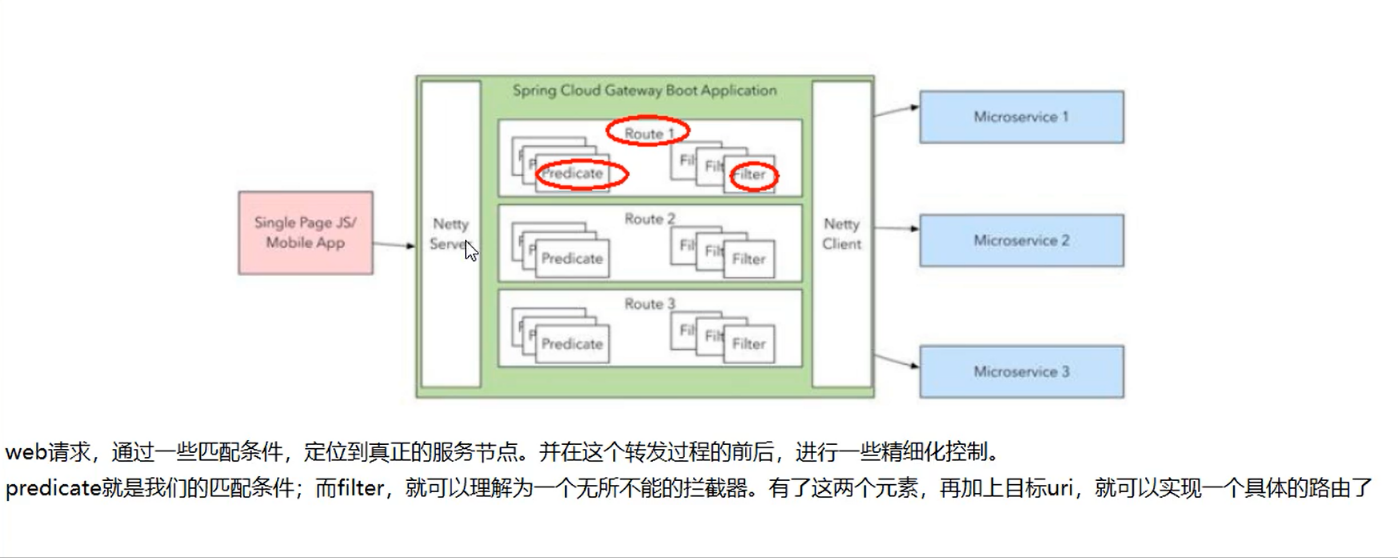 Spring Cloud Gateway Boot Application
Route 1
Predicate
Fil
Filt
Filter
Single Page JS/
Mobile App
Netty
Server
Route 2
Predicate
Fil
Filt
Filter
Netty
Client
Route 3
Predicate
Fil
Filt
Filter
Microservice 1
Microservice 2
Microservice 3
web请求，通过一些匹配条件，定位到真正的服务节点。并在这个转发过程的前后，进行一些精细化控制。
predicate就是我们的匹配条件；而filter，就可以理解为一个无所不能的拦截器。有了这两个元素，再加上目标uri，就可以实现一个具体的路由了